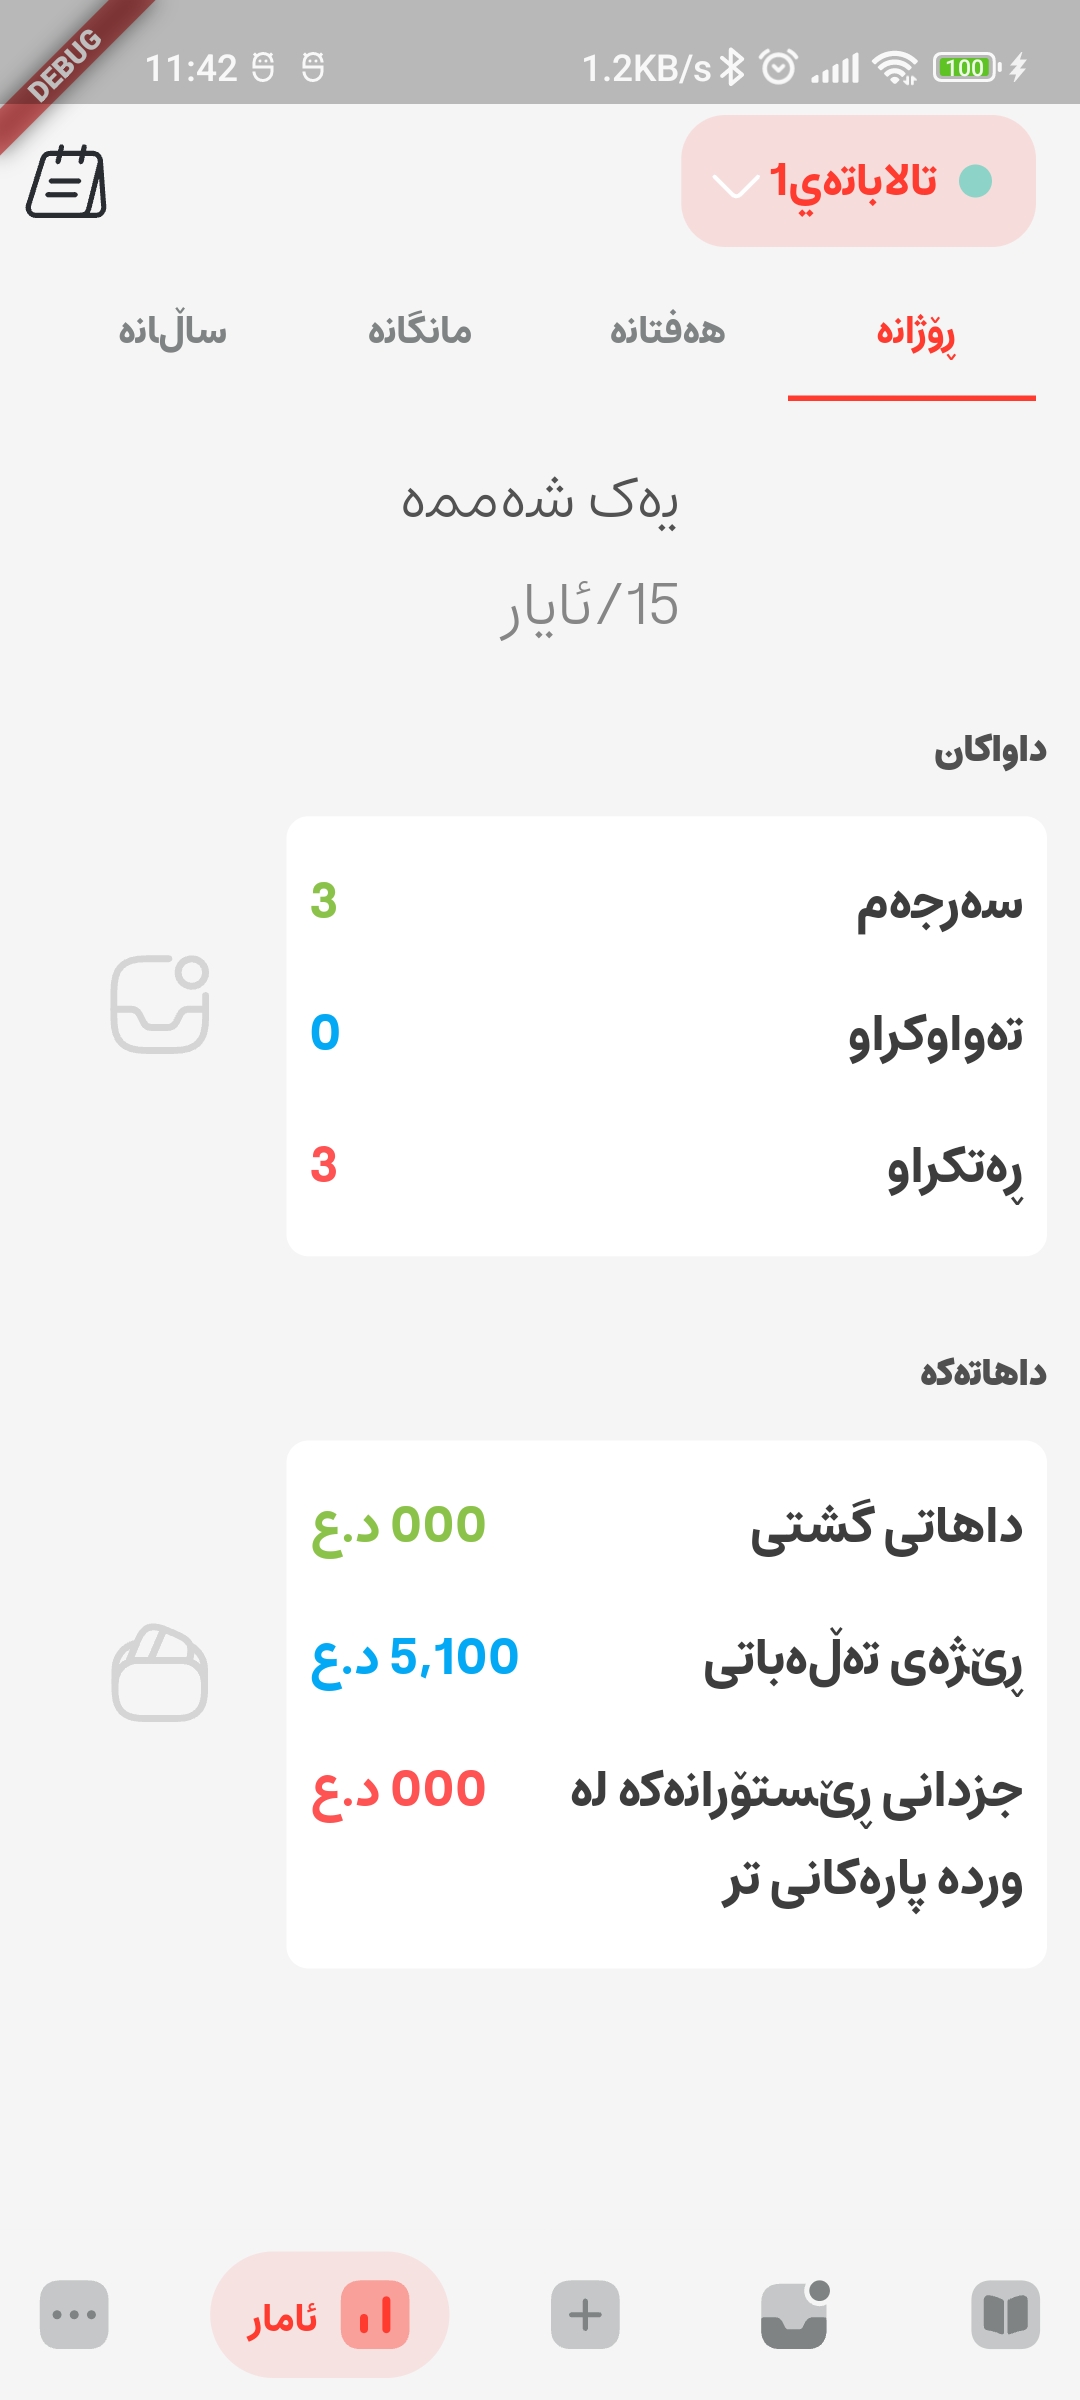 DEBUG
11:42
1.2KB/s
100
تالاباتەي1
ڕۆژانە
هەفتانە
مانگانە
ساڵانە
یەک شەممە
15/ئایار
داواکان
سەرجەم 3
تەواوکراو 0
ڕەتکراو 3
داهاتەکە
داهاتی گشتی 000 د.ع
ڕێژەی تەڵەباتی 5,100 د.ع
جزدانی ڕێستۆرانەکە لە 000 د.ع
وردە پارەکانی تر
ئامار